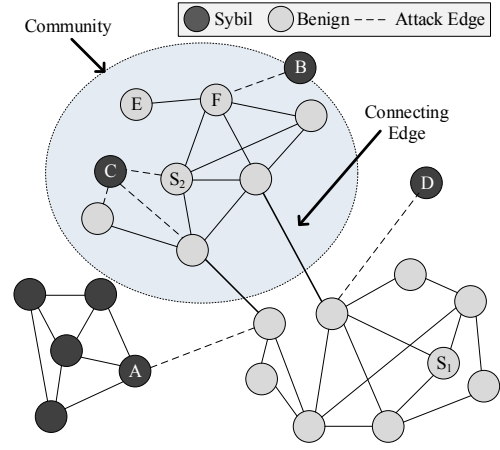 Sybil Benign Attack Edge
Community
B
E
F
Connecting
Edge
C
S₂
D
S₁
A